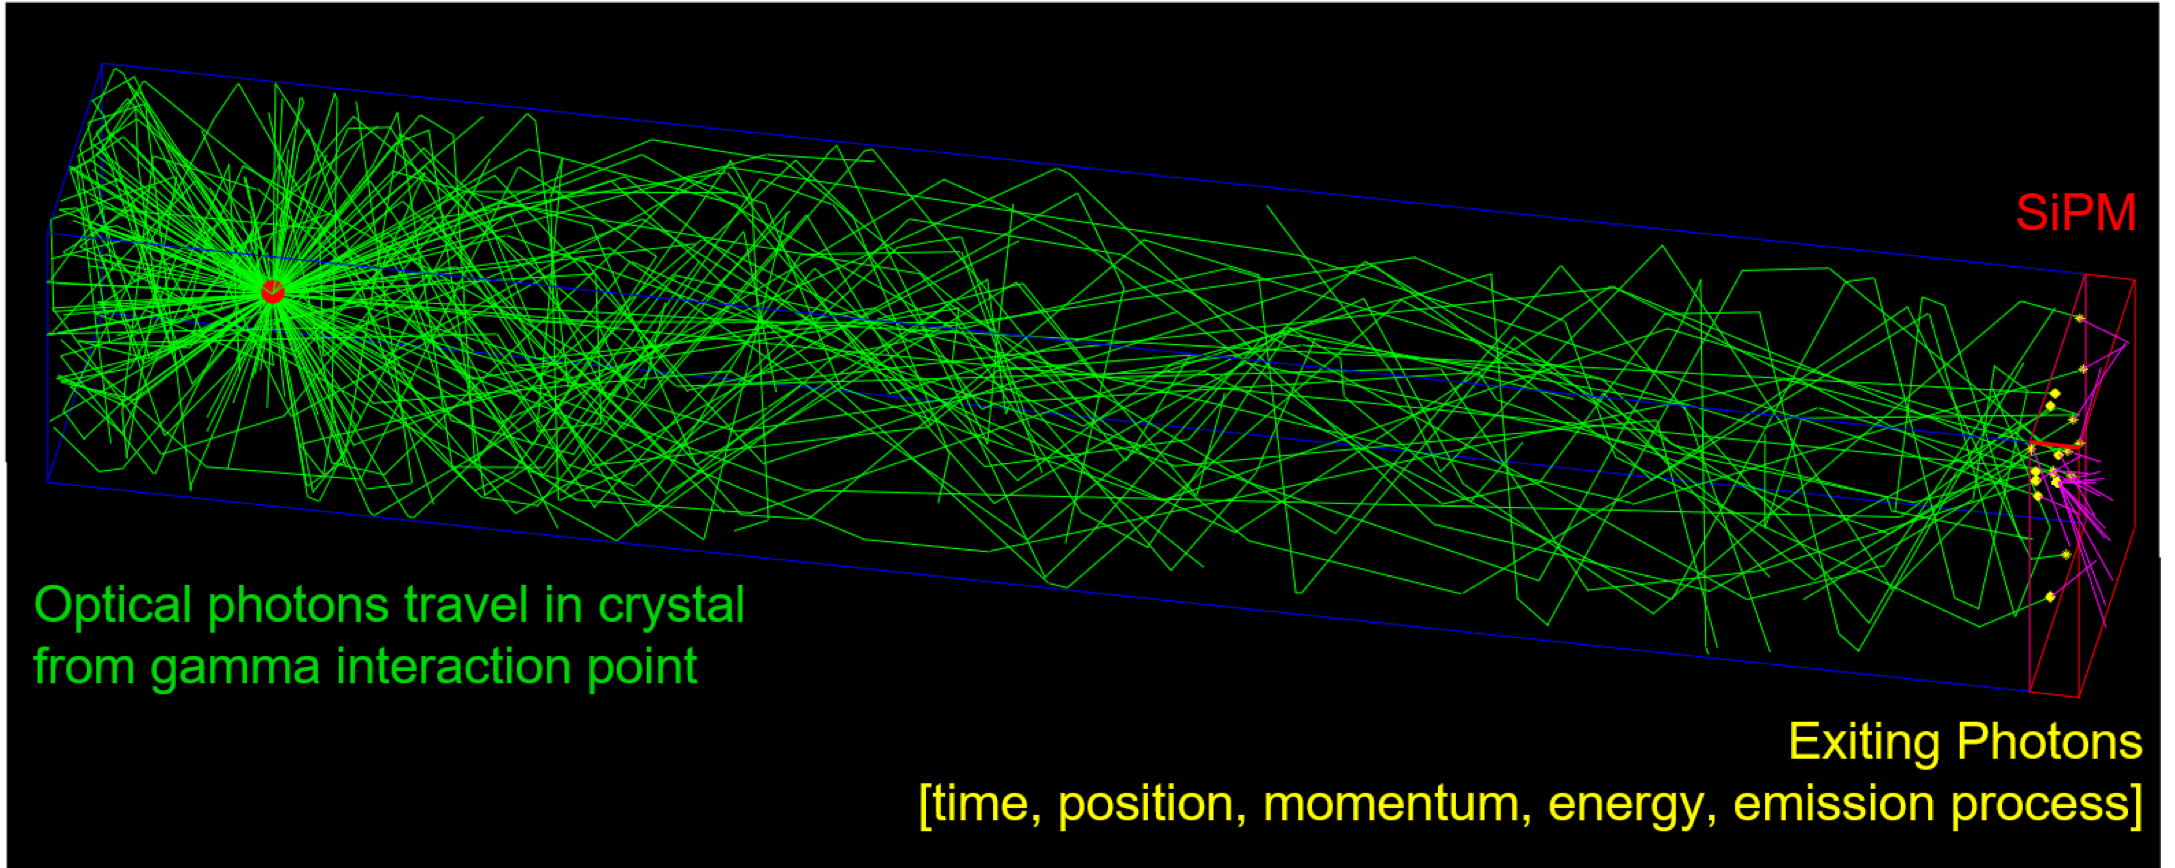 SiPM
Optical photons travel in crystal
from gamma interaction point
Exiting Photons
[time, position, momentum, energy, emission process]